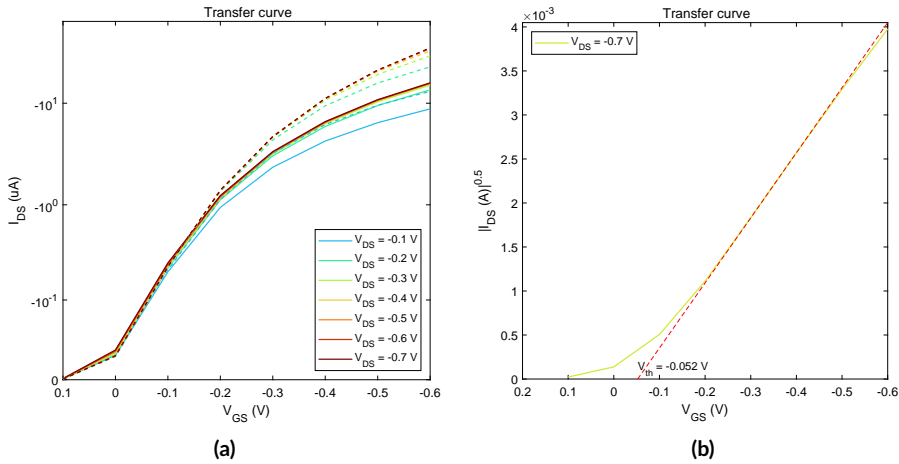 Transfer curve
I_DS (uA)
-10^1
-10^0
-10^-1
0
V_DS = -0.1 V
V_DS = -0.2 V
V_DS = -0.3 V
V_DS = -0.4 V
V_DS = -0.5 V
V_DS = -0.6 V
V_DS = -0.7 V
0.1 0 -0.1 -0.2 -0.3 -0.4 -0.5 -0.6
V_GS (V)
(a)
×10^-3
Transfer curve
V_DS = -0.7 V
|I_DS (A)|^0.5
4
3.5
3
2.5
2
1.5
1
0.5
0
V_th = -0.052 V
0.2 0.1 0 -0.1 -0.2 -0.3 -0.4 -0.5 -0.6
V_GS (V)
(b)